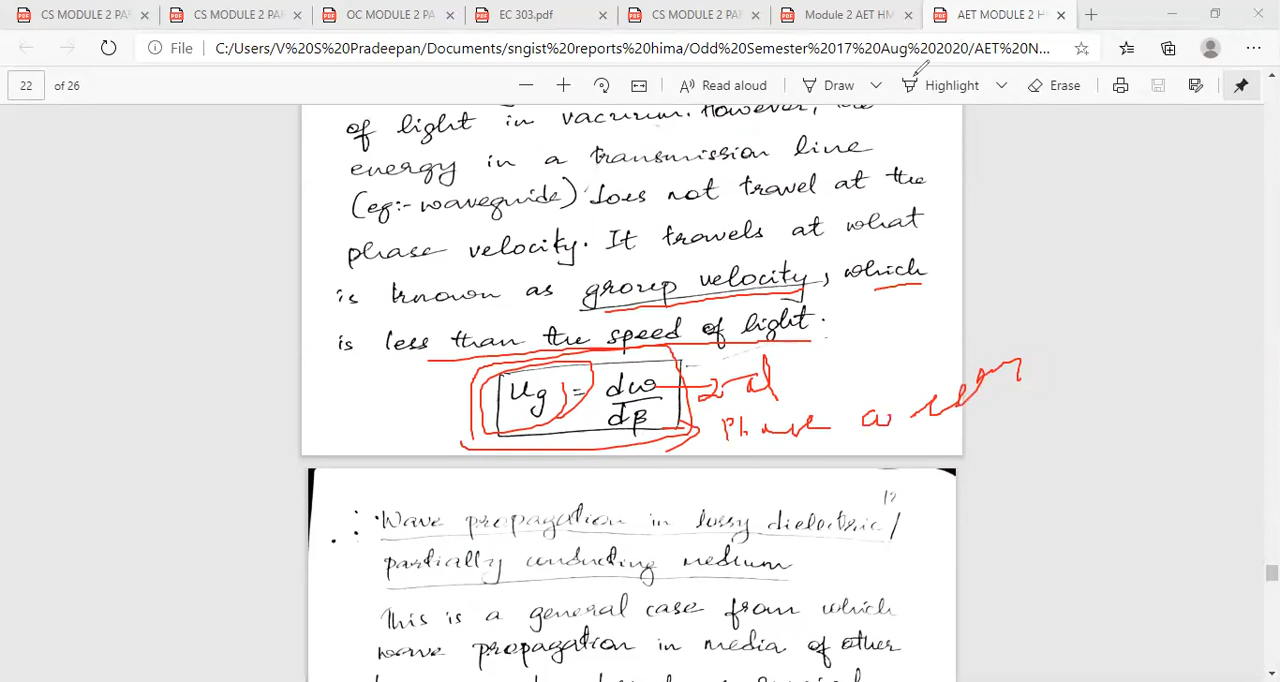 CS MODULE 2 PA
CS MODULE 2 PAR
OC MODULE 2 PA
EC 303.pdf
CS MODULE 2 PAR
Module 2 AET HM
AET MODULE 2 H
File
C:/Users/V%20S%20Pradeepan/Documents/sngist%20reports%20hima/Odd%20Semester%2017%20Aug%202020/AET%20N...
22 of 26
Read aloud
Draw
Highlight
Erase
of light in vacuum. However, the
energy in a transmission line
(eg:- waveguide) does not travel at the
phase velocity. It travels at what
is known as group velocity, which
is less than the speed of light.
ug = dω
dβ
Phase
12
Wave propagation in lossy dielectric/
partially conducting medium
This is a general case from which
wave propagation in media of other